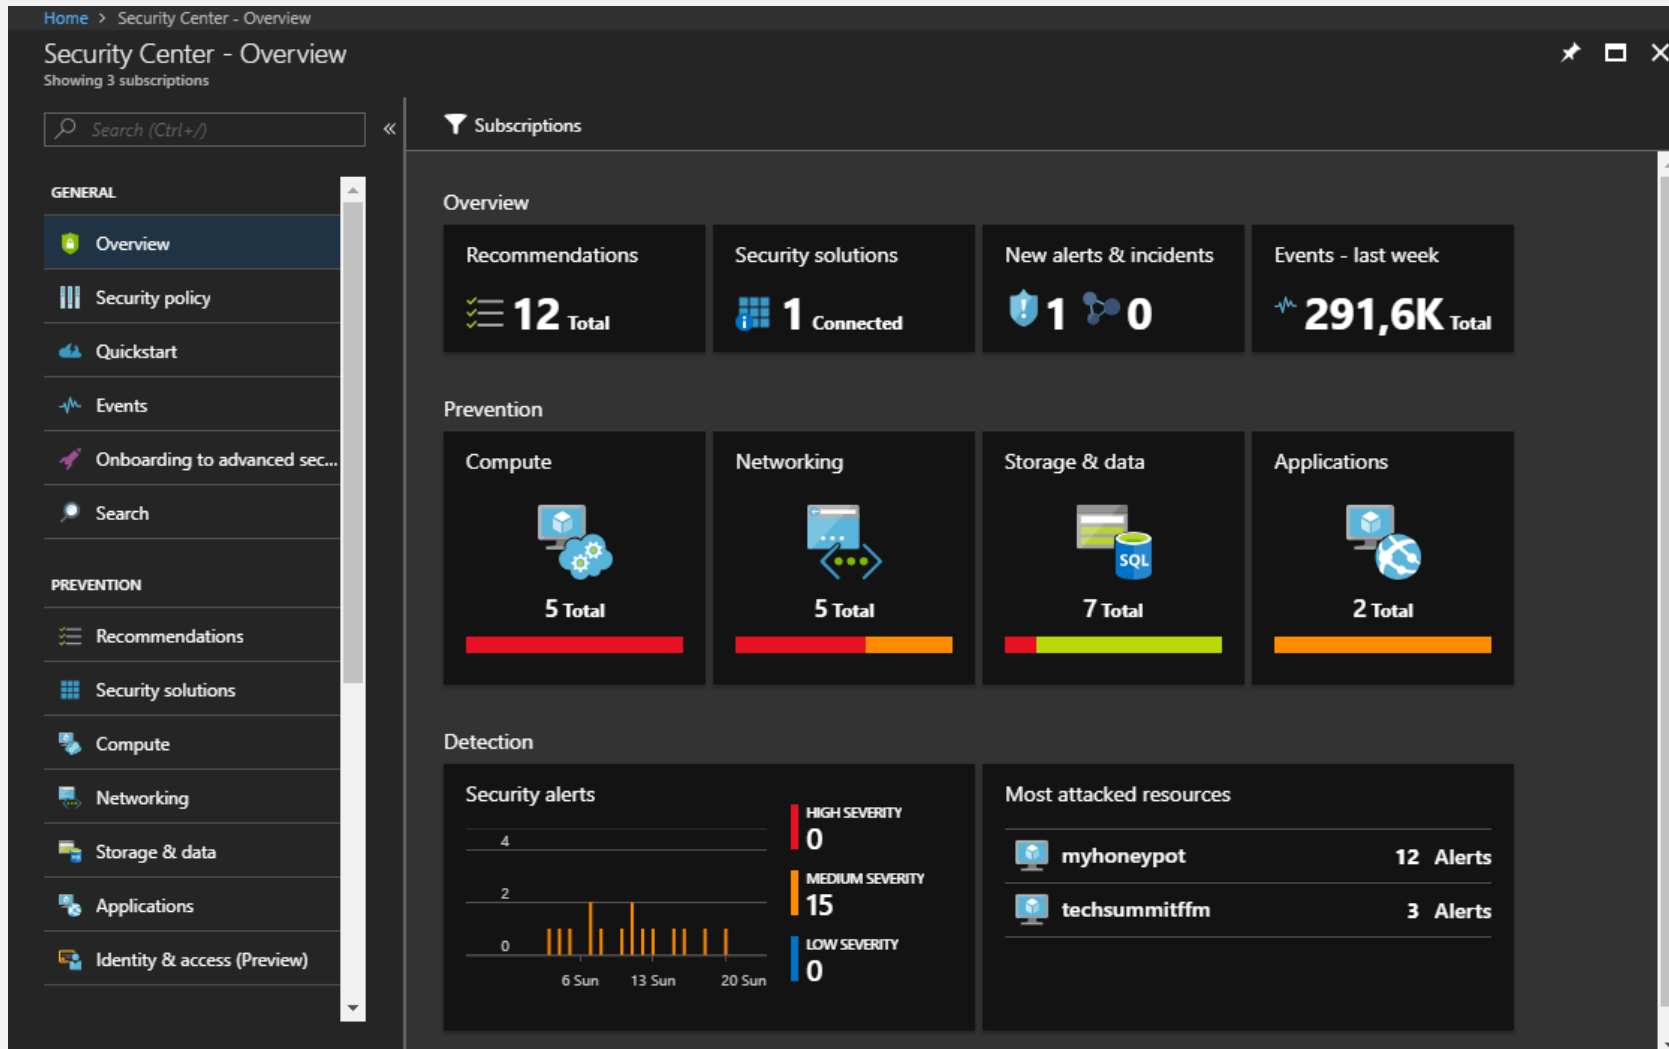 Home > Security Center - Overview
Security Center - Overview
Showing 3 subscriptions
Search (Ctrl+/)
«
GENERAL
Overview
Security policy
Quickstart
Events
Onboarding to advanced sec...
Search
PREVENTION
Recommendations
Security solutions
Compute
Networking
Storage & data
Applications
Identity & access (Preview)
Subscriptions
Overview
Recommendations
12 Total
Security solutions
1 Connected
New alerts & incidents
1 0
Events - last week
291,6K Total
Prevention
Compute
5 Total
Networking
5 Total
Storage & data
SQL
7 Total
Applications
2 Total
Detection
Security alerts
4
2
0
6 Sun 13 Sun 20 Sun
HIGH SEVERITY
0
MEDIUM SEVERITY
15
LOW SEVERITY
0
Most attacked resources
myhoneypot 12 Alerts
techsummitffm 3 Alerts